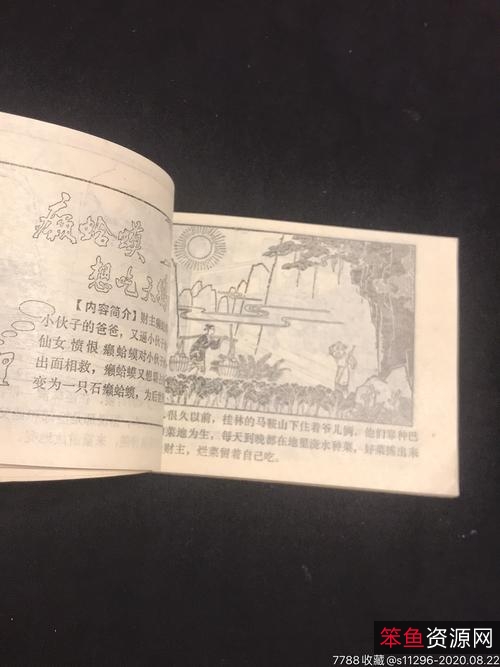 癞蛤蟆
想吃天
【内容简介】财主
小伙子的爸爸，又逼小伙
仙女愤恨癞蛤蟆对小伙
出面相救，癞蛤蟆又想霸
变为一只石癞蛤蟆，为后
很久以前，桂林的马鞍山下住着爷儿俩，他们靠种巴
菜地为生，每天到晚都在地里浇水种菜，好菜拣出来
财主，烂菜留着自己吃。
笨鱼资源网
7788收藏@s11296-2020.08.22